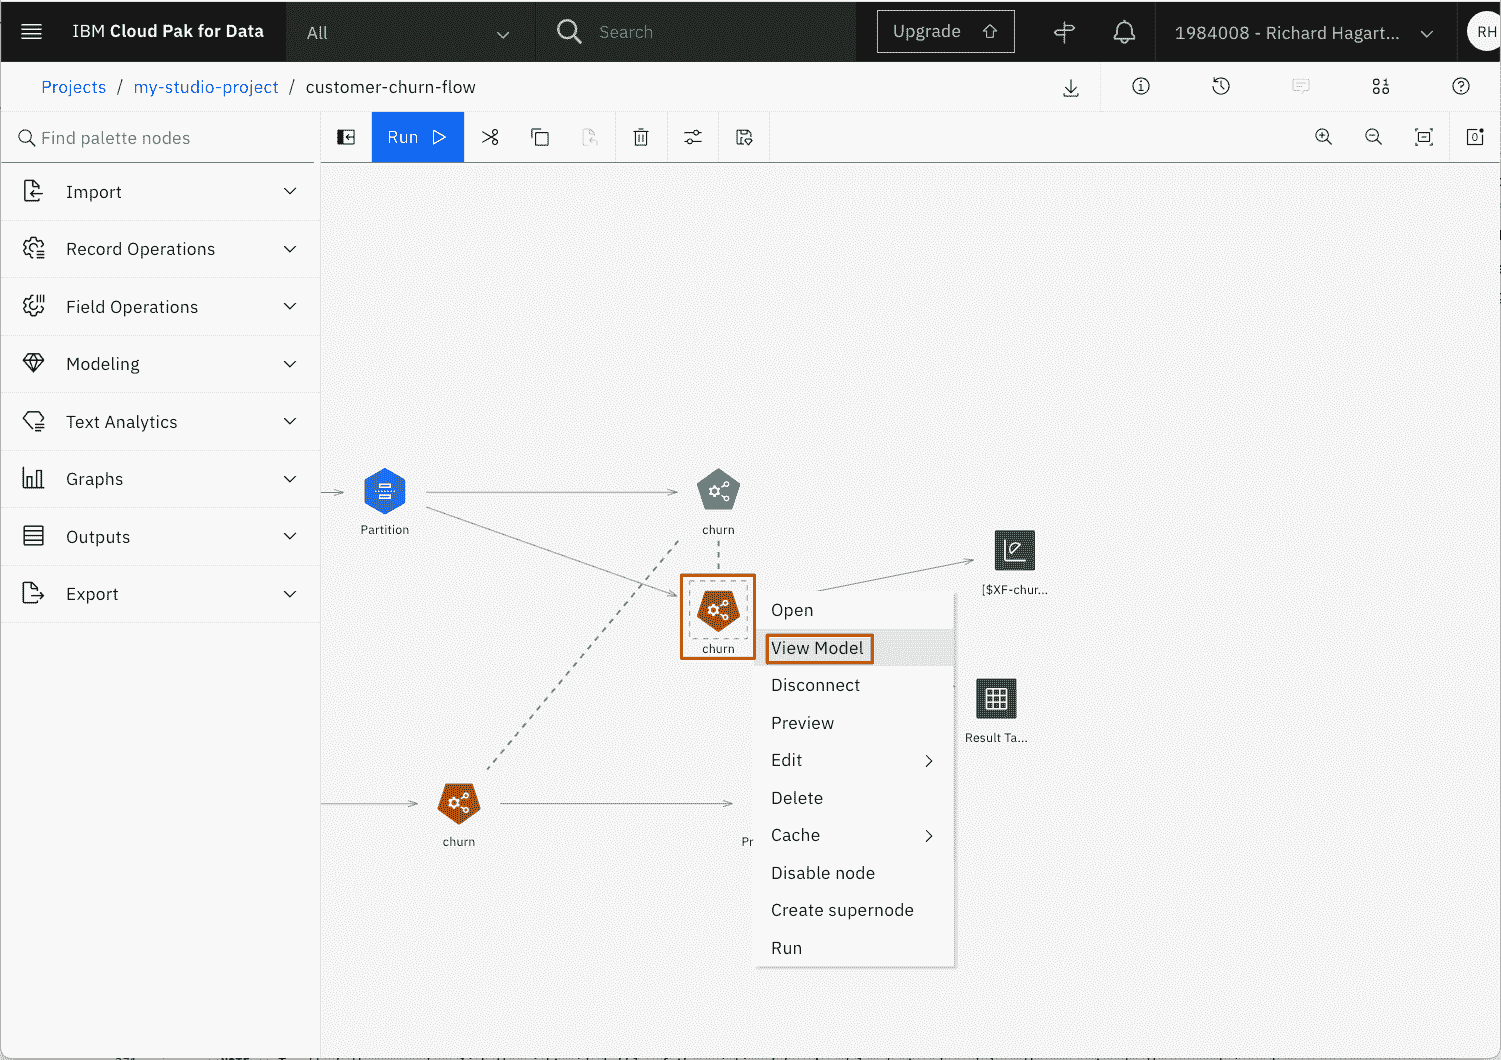 IBM Cloud Pak for Data
All
Search
Upgrade
1984008 - Richard Hagart...
RH
Projects / my-studio-project / customer-churn-flow
Find palette nodes
Run
Import
Record Operations
Field Operations
Modeling
Text Analytics
Graphs
Outputs
Export
Partition
churn
[$XF-chur...
churn
Result Ta...
churn
Pr
Open
View Model
Disconnect
Preview
Edit
Delete
Cache
Disable node
Create supernode
Run